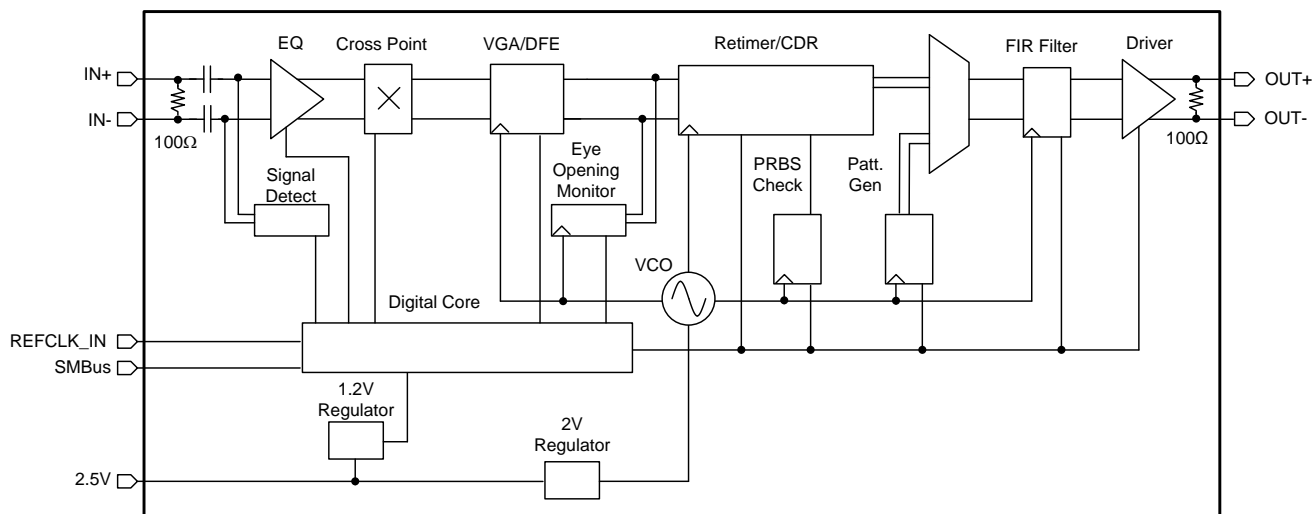 EQ
Cross Point
VGA/DFE
Retimer/CDR
FIR Filter
Driver
IN+
IN-
100Ω
OUT+
OUT-
100Ω
Signal
Detect
Eye
Opening
Monitor
PRBS
Check
Patt.
Gen
VCO
Digital Core
REFCLK_IN
SMBus
1.2V
Regulator
2V
Regulator
2.5V